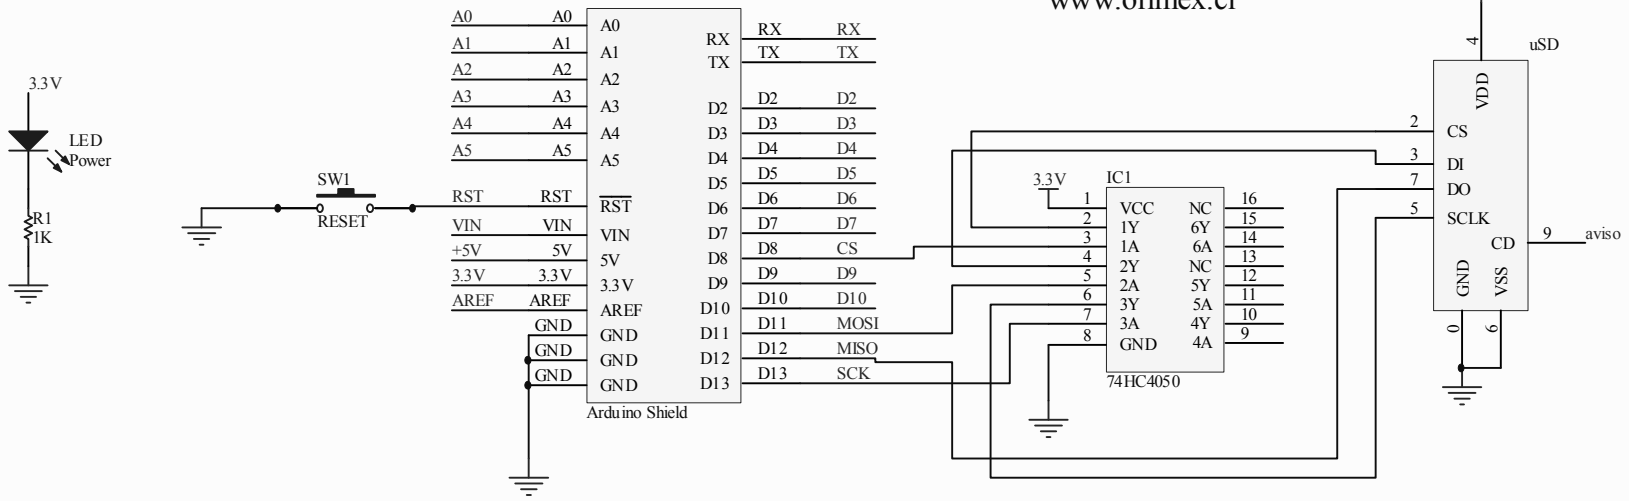 www.orimex.cl
3.3V
LED
Power
R1
1K
SW1
RESET
A0 A0 A0
A1 A1 A1
A2 A2 A2
A3 A3 A3
A4 A4 A4
A5 A5 A5
RST RST RST
VIN VIN VIN
+5V 5V 5V
3.3V 3.3V 3.3V
AREF AREF AREF
GND GND
GND GND
GND GND
RX RX RX
TX TX TX
D2 D2 D2
D3 D3 D3
D4 D4 D4
D5 D5 D5
D6 D6 D6
D7 D7 D7
D8 D8 CS
D9 D9 D9
D10 D10 D10
D11 D11 MOSI
D12 D12 MISO
D13 D13 SCK
Arduino Shield
3.3V
IC1
1 VCC NC 16
2 1Y 6Y 15
3 1A 6A 14
4 2Y NC 13
5 2A 5Y 12
6 3Y 5A 11
7 3A 4Y 10
8 GND 4A 9
74HC4050
4
uSD
VDD
2 CS
3 DI
7 DO
5 SCLK
CD 9 aviso
GND VSS
0 6